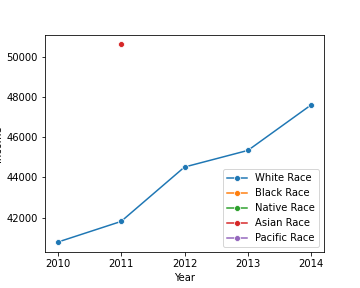 50000
48000
46000
44000
42000
2010 2011 2012 2013 2014
Year
White Race
Black Race
Native Race
Asian Race
Pacific Race